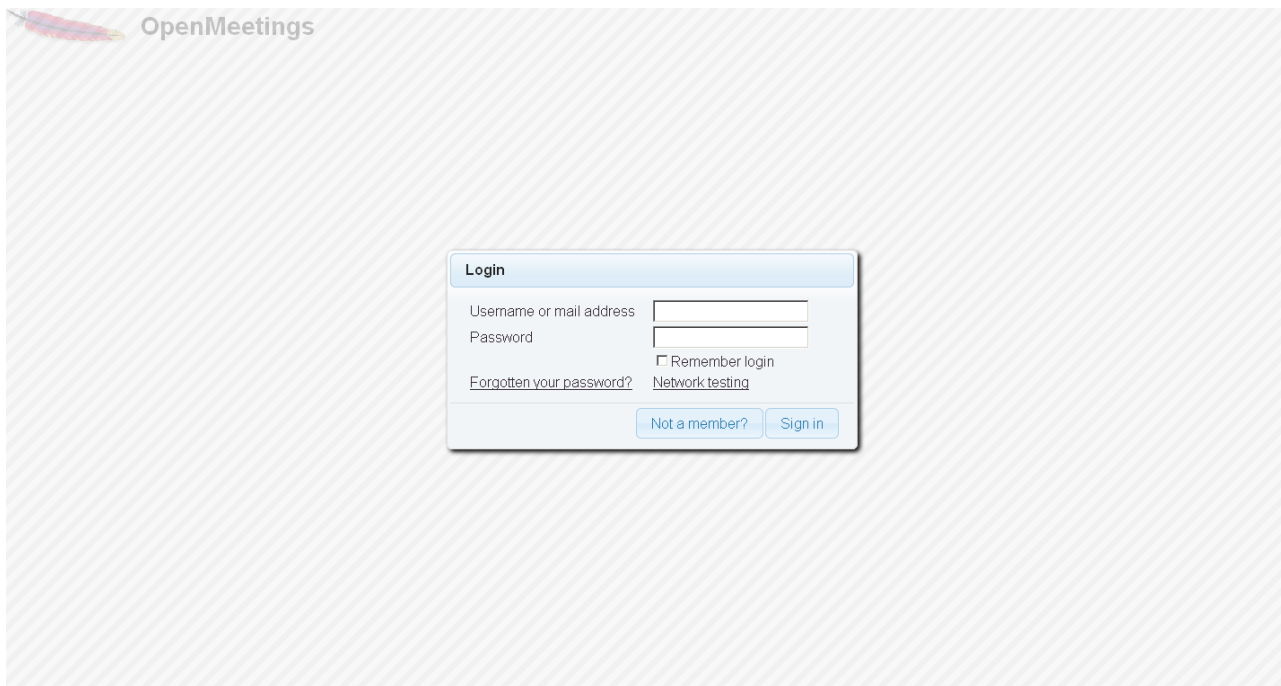 OpenMeetings
Login
Username or mail address
Password
Remember login
Forgotten your password? Network testing
Not a member? Sign in